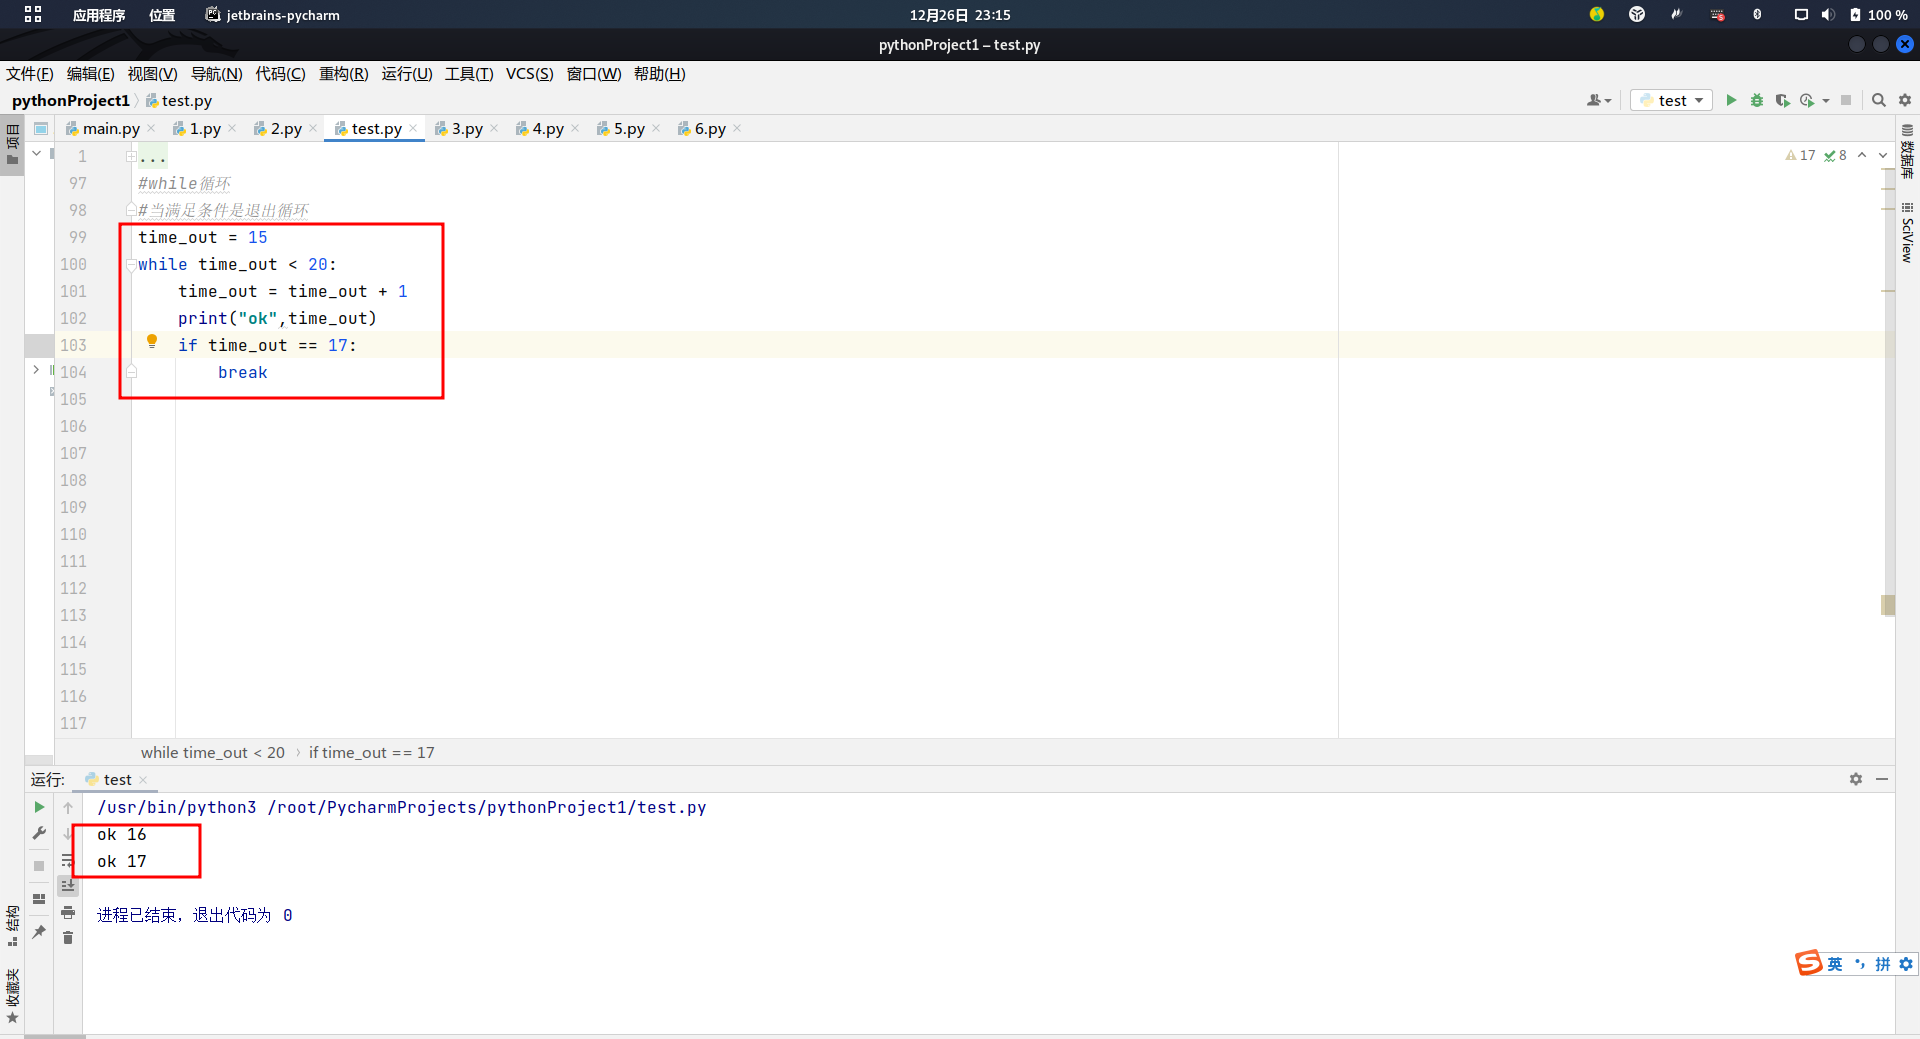 应用程序 位置 jetbrains-pycharm 12月26日 23:15 100 %
pythonProject1 – test.py
文件(F) 编辑(E) 视图(V) 导航(N) 代码(C) 重构(R) 运行(U) 工具(T) VCS(S) 窗口(W) 帮助(H)
pythonProject1 test.py test
main.py 1.py 2.py test.py 3.py 4.py 5.py 6.py
项目
数据库
SciView
17 8
1 ...
97 #while循环
98 #当满足条件是退出循环
99 time_out = 15
100 while time_out < 20:
101 time_out = time_out + 1
102 print("ok",time_out)
103 if time_out == 17:
104 break
105
106
107
108
109
110
111
112
113
114
115
116
117
while time_out < 20 › if time_out == 17
运行: test
/usr/bin/python3 /root/PycharmProjects/pythonProject1/test.py
ok 16
ok 17
进程已结束，退出代码为 0
结构
收藏夹
S 英 •, 拼